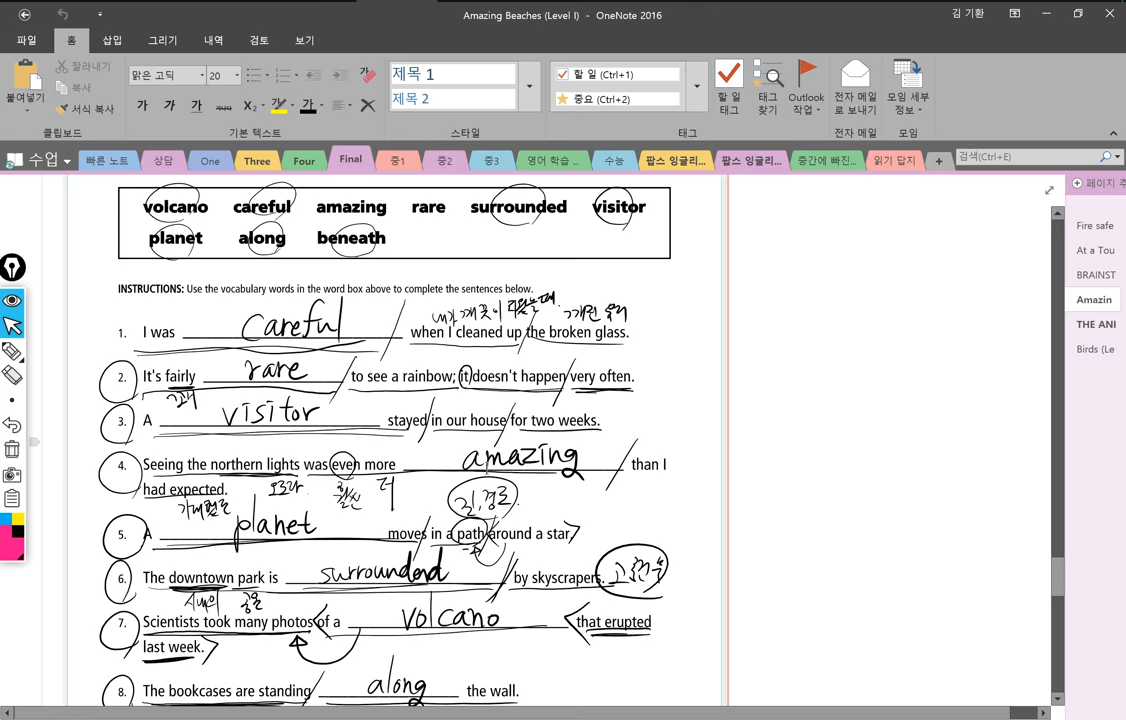 Amazing Beaches (Level I) - OneNote 2016
김 기환
파일 홈 삽입 그리기 내역 검토 보기
붙여넣기 잘라내기 복사 서식 복사
맑은 고딕 20
가 가 가 abc X₂ 가
제목 1
제목 2
할 일 (Ctrl+1)
중요 (Ctrl+2)
할 일 태그
태그 찾기
Outlook 작업
전자 메일로 보내기
모임 세부 정보
클립보드 기본 텍스트 스타일 태그 전자 메일 모임
수업 빠른 노트 상담 One Three Four Final 중1 중2 중3 영어 학습 ... 수능 팝스 잉글리... 팝스 잉글리... 중간에 빠진... 읽기 답지 + 검색(Ctrl+E)
페이지 추
Fire safe
At a Tou
BRAINST
Amazin
THE ANI
Birds (Le
volcano careful amazing rare surrounded visitor
planet along beneath
INSTRUCTIONS: Use the vocabulary words in the word box above to complete the sentences below.
1. I was careful when I cleaned up the broken glass.
2. It's fairly rare to see a rainbow; it doesn't happen very often.
꽤
3. A visitor stayed in our house for two weeks.
4. Seeing the northern lights was even more amazing than I
had expected.
오로라 훨씬 더 길, 경로
5. A planet moves in a path around a star
6. The downtown park is surrounded by skyscrapers.
시내의 공원
7. Scientists took many photos of a volcano that erupted
last week.
8. The bookcases are standing along the wall.